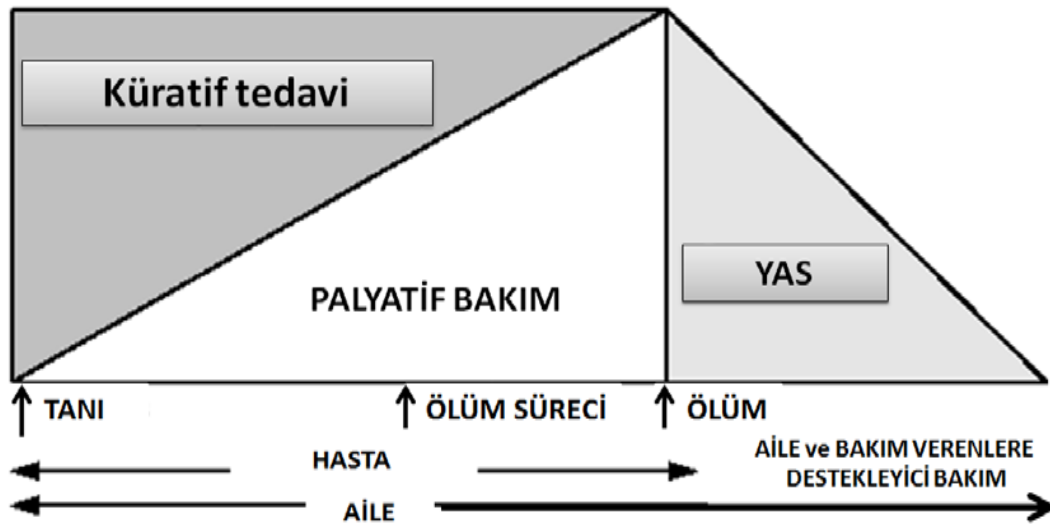 Küratif tedavi
PALYATİF BAKIM
YAS
TANI
ÖLÜM SÜRECİ
ÖLÜM
HASTA
AİLE ve BAKIM VERENLERE
DESTEKLEYİCİ BAKIM
AİLE